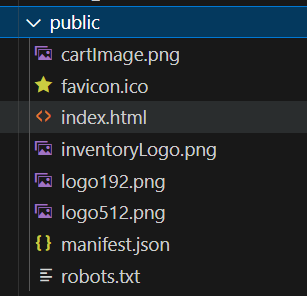 public
cartImage.png
favicon.ico
index.html
inventoryLogo.png
logo192.png
logo512.png
manifest.json
robots.txt